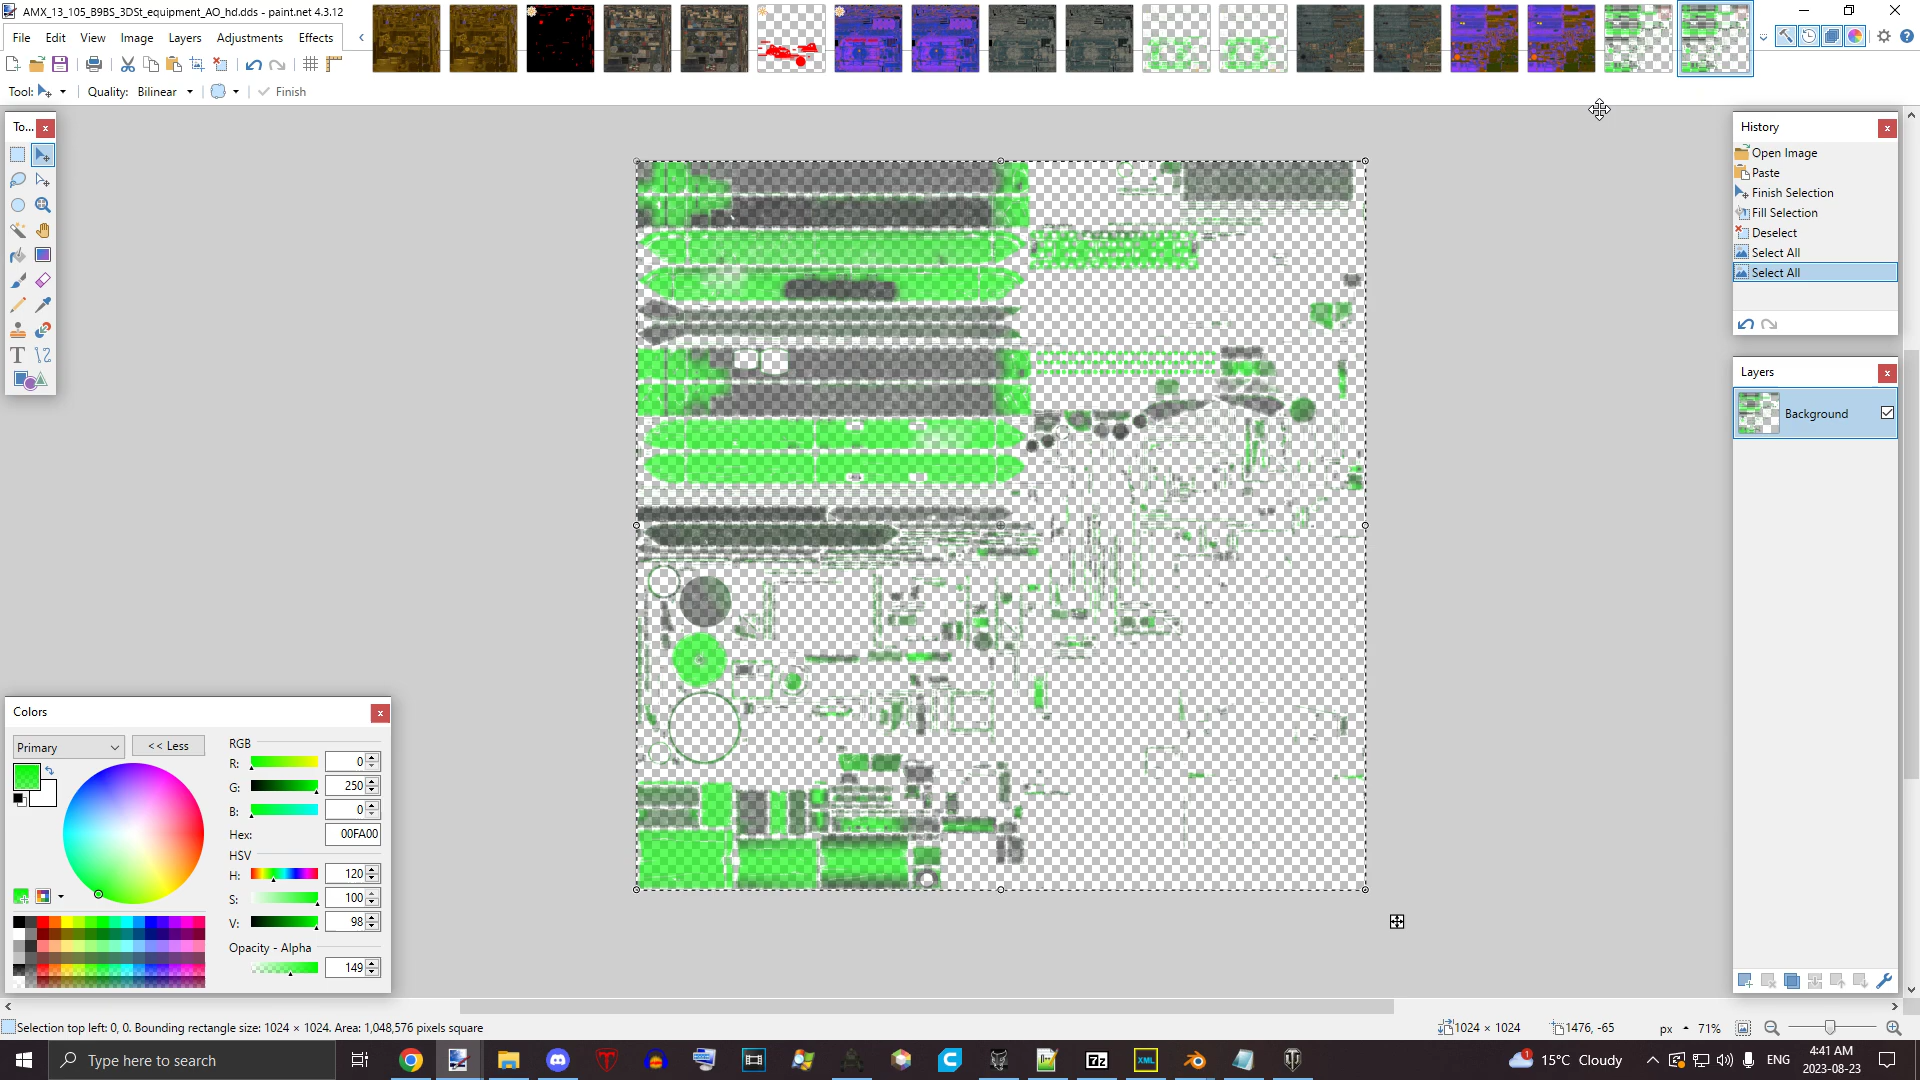 AMX_13_105_B9BS_3DSt_equipment_AO_hd.dds - paint.net 4.3.12
File Edit View Image Layers Adjustments Effects
Tool: Quality: Bilinear Finish
To...
History
Open Image
Paste
Finish Selection
Fill Selection
Deselect
Select All
Select All
Layers
Background
Colors
Primary
<< Less
RGB
R: 0
G: 250
B: 0
Hex: 00FA00
HSV
H: 120
S: 100
V: 98
Opacity - Alpha
149
Selection top left: 0, 0. Bounding rectangle size: 1024 × 1024. Area: 1,048,576 pixels square
1024 × 1024
1476, -65
px
71%
Type here to search
7z
XML
1
15°C Cloudy
ENG
4:41 AM
2023-08-23